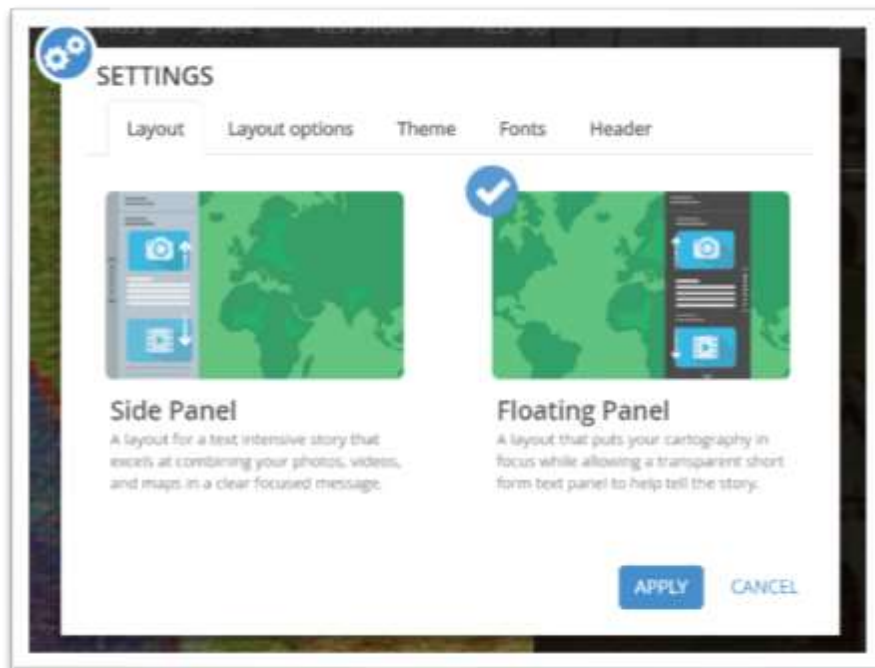 SETTINGS
Layout
Layout options
Theme
Fonts
Header
Side Panel
A layout for a text intensive story that
excels at combining your photos, videos,
and maps in a clear focused message.
Floating Panel
A layout that puts your cartography in
focus while allowing a transparent short
form text panel to help tell the story.
APPLY
CANCEL